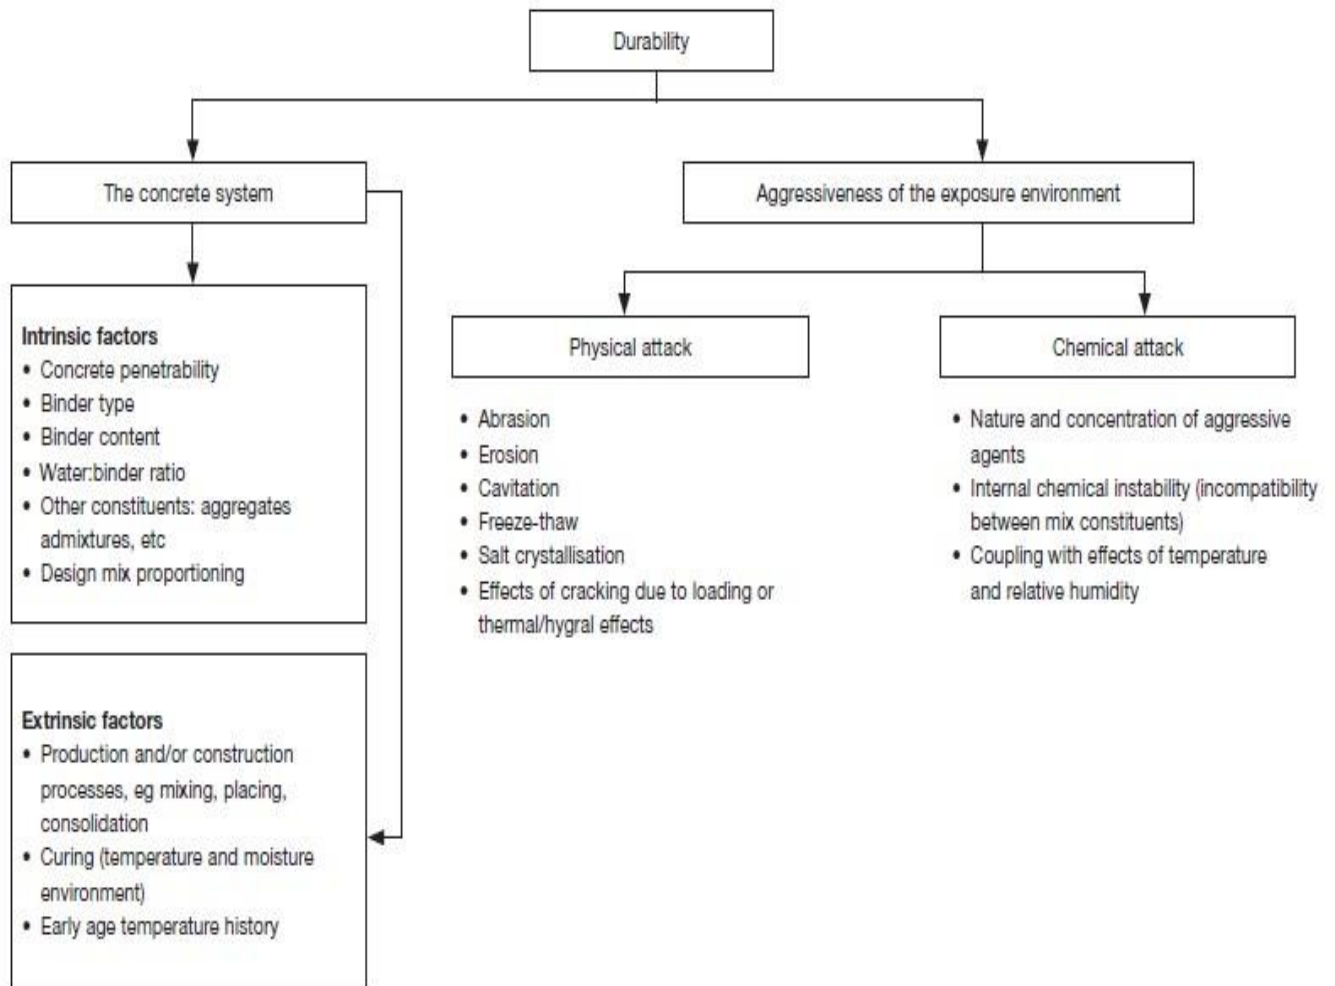 Durability
The concrete system
Aggressiveness of the exposure environment
Intrinsic factors
• Concrete penetrability
• Binder type
• Binder content
• Water:binder ratio
• Other constituents: aggregates
admixtures, etc
• Design mix proportioning
Extrinsic factors
• Production and/or construction
processes, eg mixing, placing,
consolidation
• Curing (temperature and moisture
environment)
• Early age temperature history
Physical attack
• Abrasion
• Erosion
• Cavitation
• Freeze-thaw
• Salt crystallisation
• Effects of cracking due to loading or
thermal/hygral effects
Chemical attack
• Nature and concentration of aggressive
agents
• Internal chemical instability (incompatibility
between mix constituents)
• Coupling with effects of temperature
and relative humidity